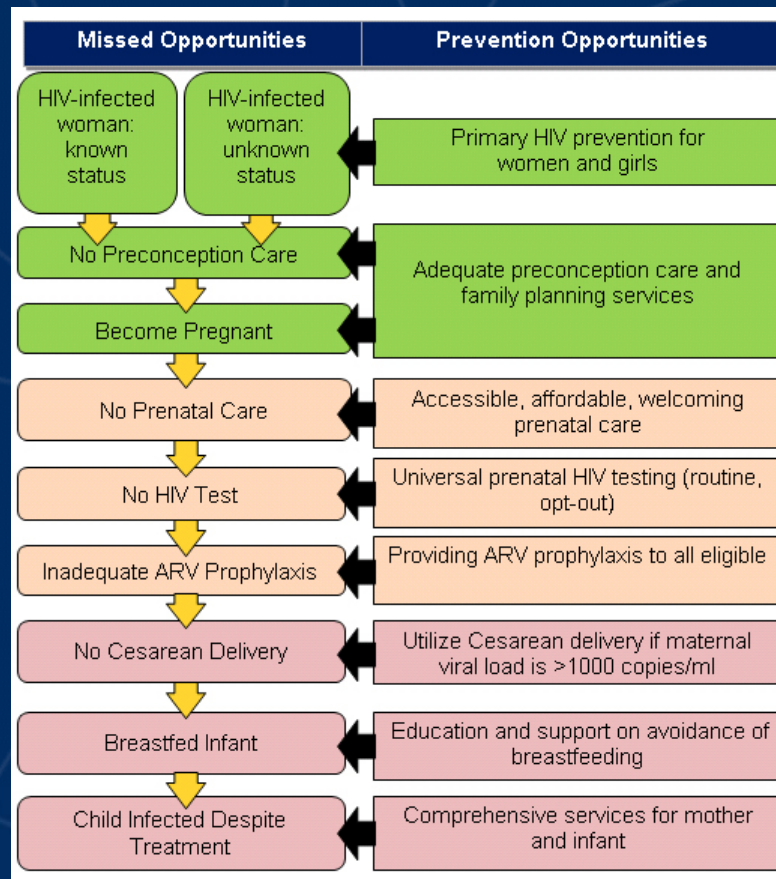 Missed Opportunities
Prevention Opportunities
HIV-infected
woman:
known
status
HIV-infected
woman:
unknown
status
Primary HIV prevention for
women and girls
No Preconception Care
Adequate preconception care and
family planning services
Become Pregnant
No Prenatal Care
Accessible, affordable, welcoming
prenatal care
No HIV Test
Universal prenatal HIV testing (routine,
opt-out)
Inadequate ARV Prophylaxis
Providing ARV prophylaxis to all eligible
No Cesarean Delivery
Utilize Cesarean delivery if maternal
viral load is >1000 copies/ml
Breastfed Infant
Education and support on avoidance of
breastfeeding
Child Infected Despite
Treatment
Comprehensive services for mother
and infant